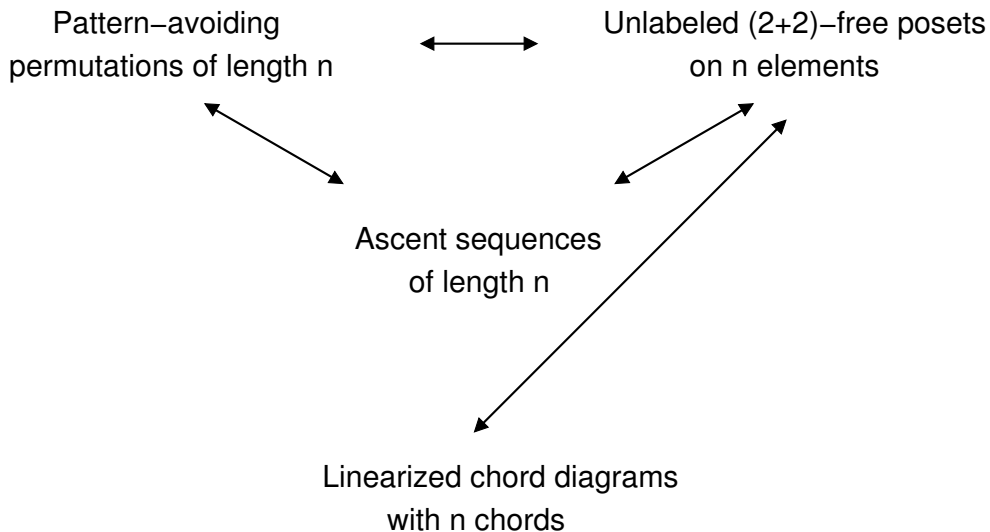 Pattern−avoiding
permutations of length n
Unlabeled (2+2)−free posets
on n elements
Ascent sequences
of length n
Linearized chord diagrams
with n chords